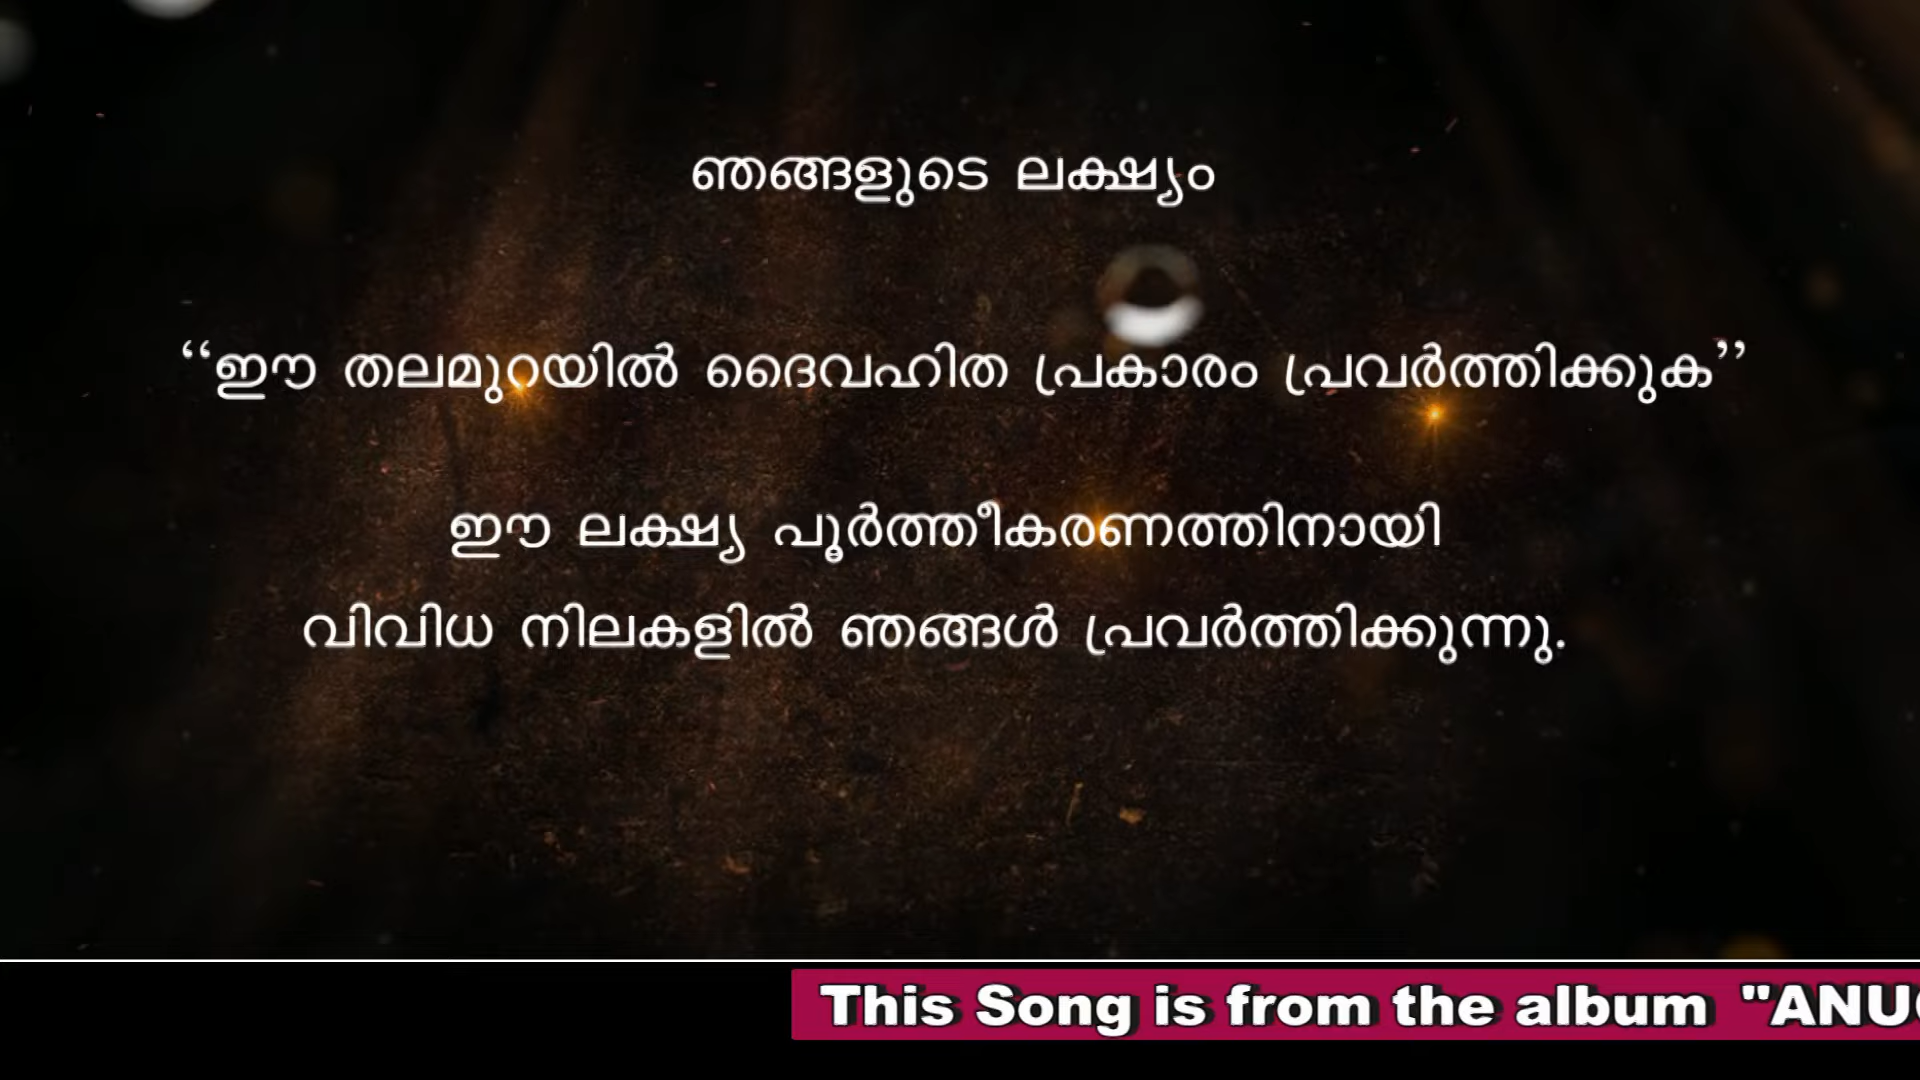 ഞങ്ങളുടെ ലക്ഷ്യം
‘‘ഈ തലമുറയിൽ ദൈവഹിത പ്രകാരം പ്രവർത്തിക്കുക’’
ഈ ലക്ഷ്യ പൂർത്തീകരണത്തിനായി
വിവിധ നിലകളിൽ ഞങ്ങൾ പ്രവർത്തിക്കുന്നു.
This Song is from the album